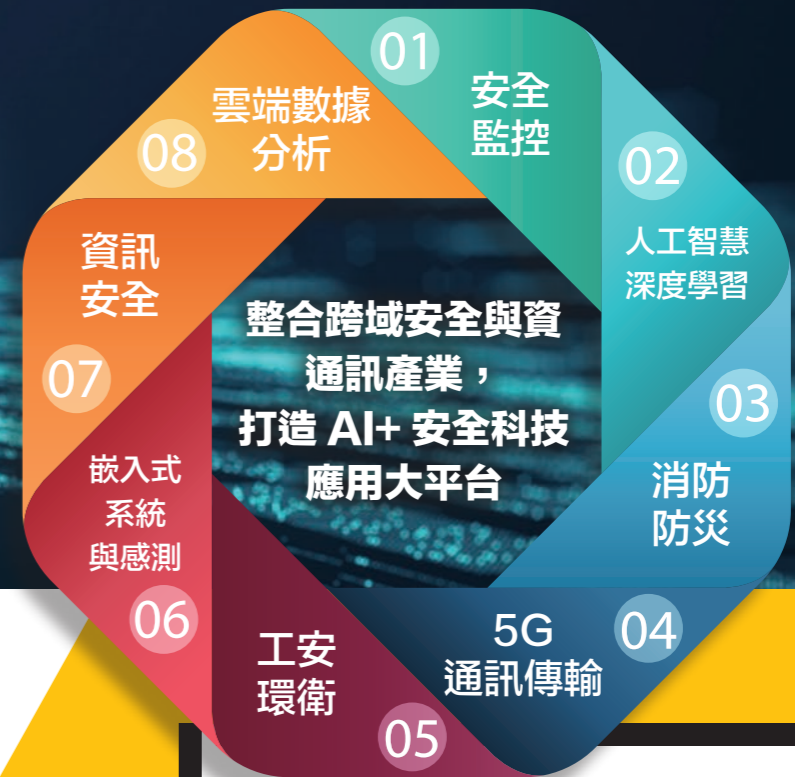 01
安全
監控
02
人工智慧
深度學習
03
消防
防災
04
5G
通訊傳輸
05
工安
環衛
06
嵌入式
系統
與感測
07
資訊
安全
08
雲端數據
分析
整合跨域安全與資
通訊產業，
打造 AI+ 安全科技
應用大平台